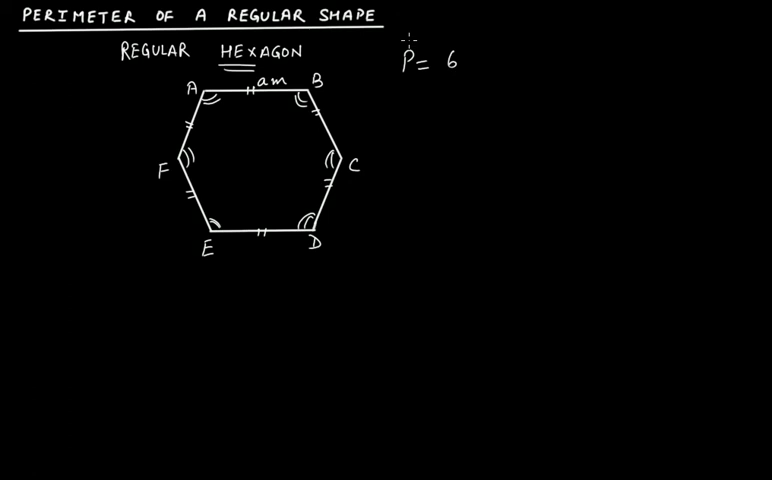 PERIMETER OF A REGULAR SHAPE
REGULAR HEXAGON
P = 6
am
A B
F C
E D